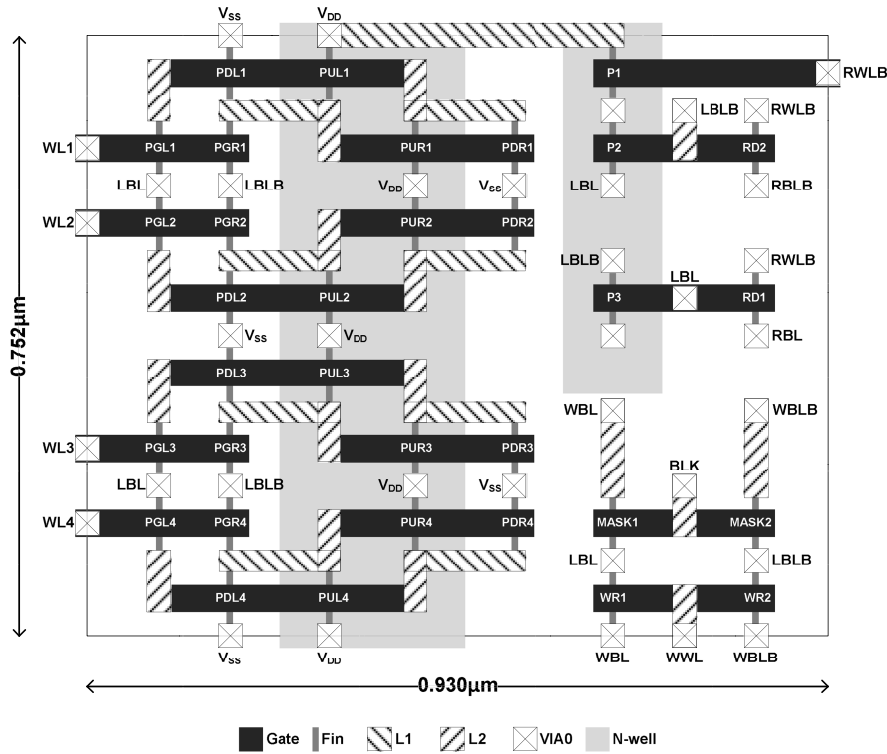 VSS VDD
PDL1 PUL1 P1 RWLB
LBLB RWLB
WL1 PGL1 PGR1 PUR1 PDR1 P2 RD2
LBL LBLB VDD VSS LBL RBLB
WL2 PGL2 PGR2 PUR2 PDR2
LBLB LBL RWLB
PDL2 PUL2 P3 RD1
VSS VDD RBL
0.752μm
PDL3 PUL3
WBL WBLB
WL3 PGL3 PGR3 PUR3 PDR3
BLK
LBL LBLB VDD VSS
WL4 PGL4 PGR4 PUR4 PDR4 MASK1 MASK2
LBL LBLB
PDL4 PUL4 WR1 WR2
VSS VDD WBL WWL WBLB
0.930μm
Gate Fin L1 L2 VIA0 N-well